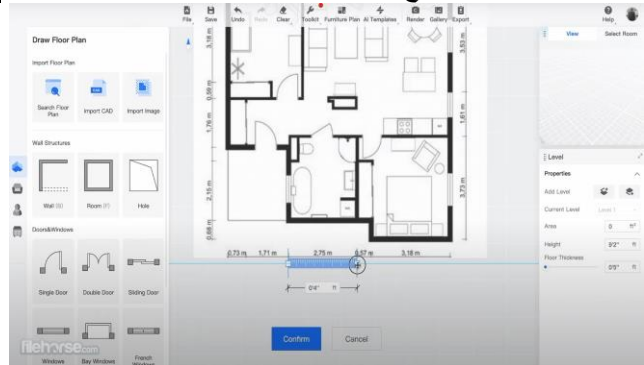 File Save Undo Redo Clear Toolkit Furniture Plan AI Templates Render Gallery Export Help
Draw Floor Plan
Import Floor Plan
Search Floor Plan
Import CAD
Import Image
Wall Structures
Wall (B)
Room (F)
Hole
Doors&Windows
Single Door
Double Door
Sliding Door
Windows
Bay Windows
French Windows
3,18 m
0,59 m
1,76 m
2,15 m
0,68 m
3,53 m
1,61 m
3,73 m
0,73 m 1,71 m 2,75 m 0,57 m 3,18 m
0'4" ft
Confirm
Cancel
View
Select Room
Level
Properties
Add Level
Current Level Level 1
Area 0 ft²
Height 9'2" ft
Floor Thickness
0'5" ft
filehorse.com